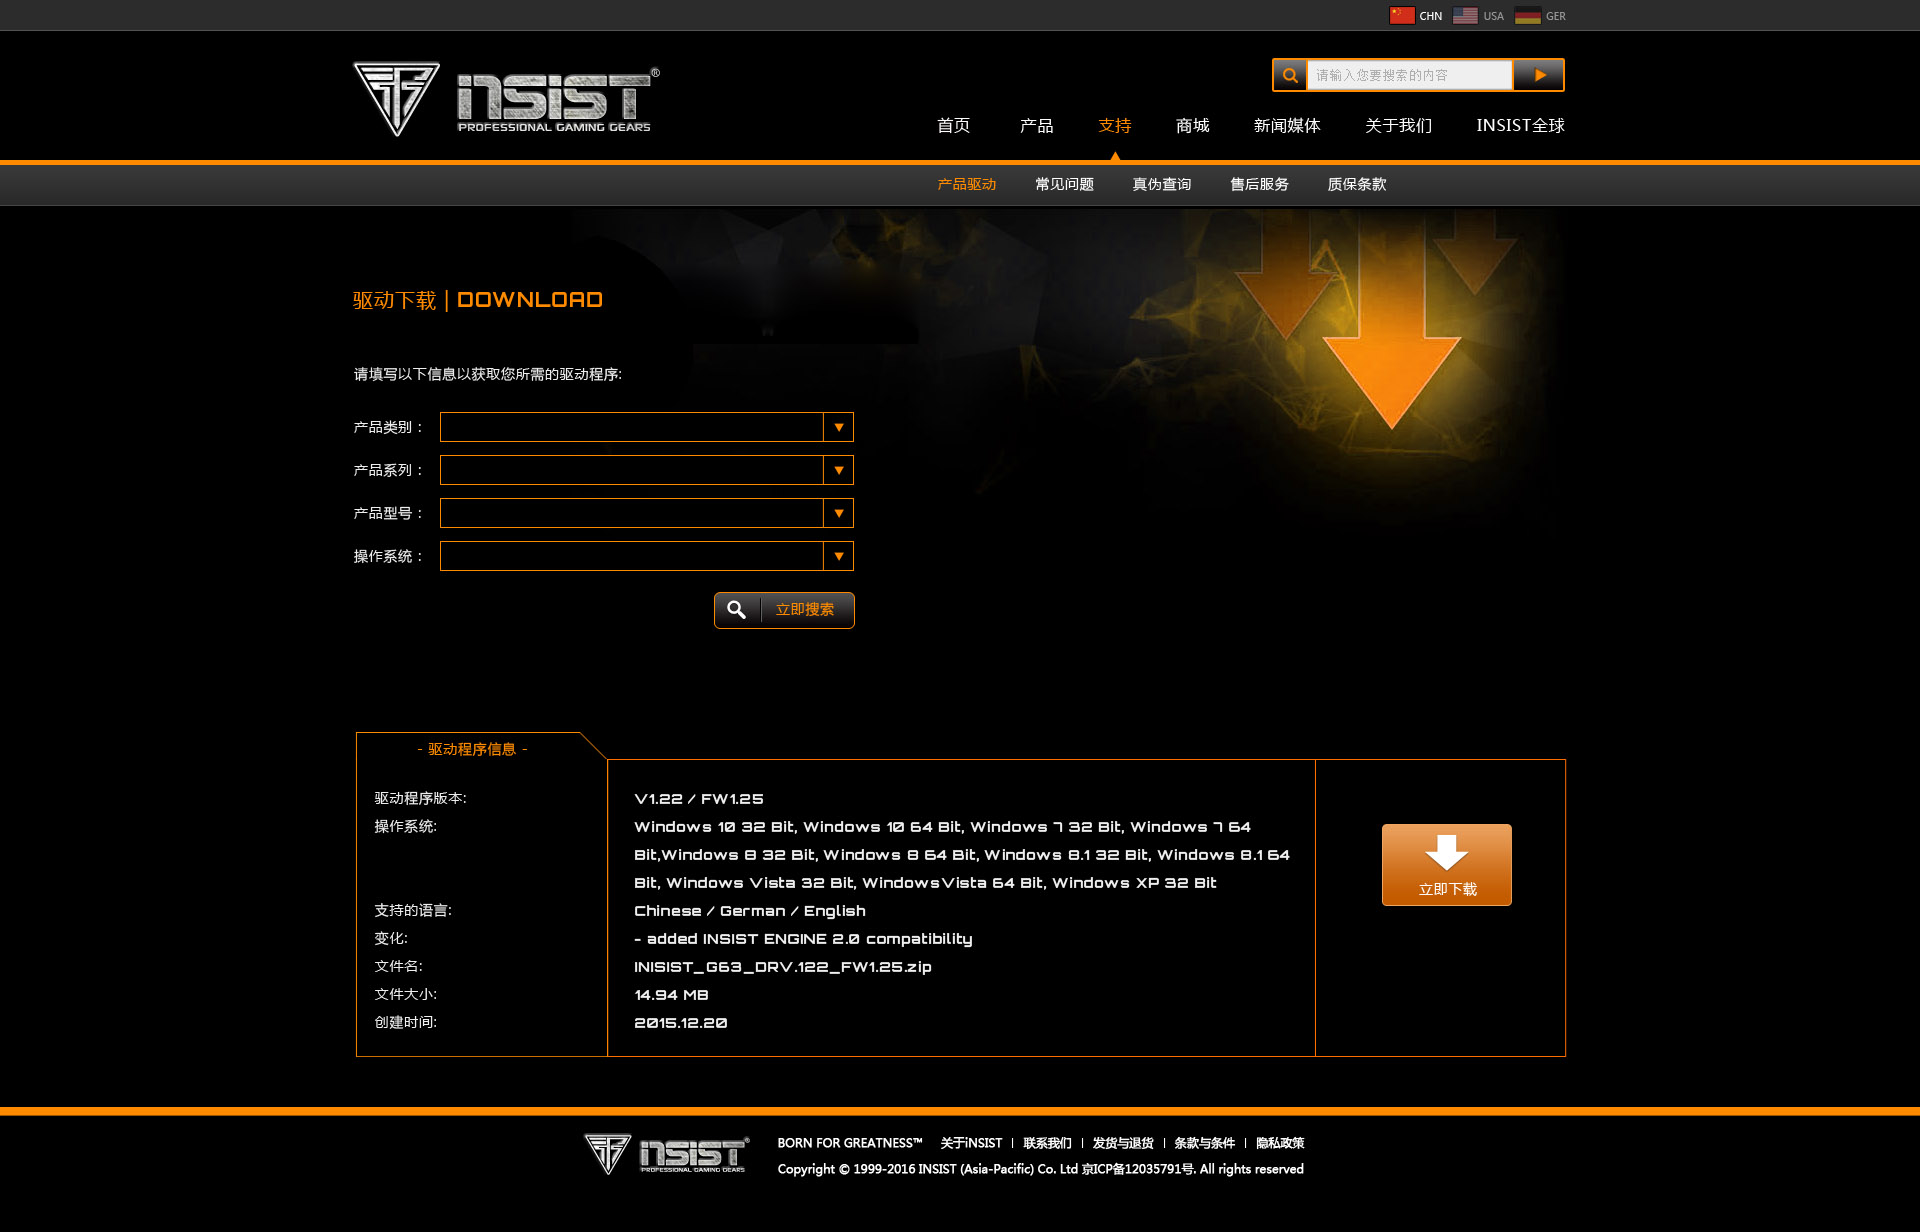 CHN USA GER
iNSIST®
PROFESSIONAL GAMING GEARS
请输入您要搜索的内容
首页 产品 支持 商城 新闻媒体 关于我们 INSIST全球
产品驱动 常见问题 真伪查询 售后服务 质保条款
驱动下载 | DOWNLOAD
请填写以下信息以获取您所需的驱动程序:
产品类别：
产品系列：
产品型号：
操作系统：
立即搜索
- 驱动程序信息 -
驱动程序版本: V1.22 / FW1.25
操作系统: Windows 10 32 Bit, Windows 10 64 Bit, Windows 7 32 Bit, Windows 7 64
Bit,Windows 8 32 Bit, Windows 8 64 Bit, Windows 8.1 32 Bit, Windows 8.1 64
Bit, Windows Vista 32 Bit, WindowsVista 64 Bit, Windows XP 32 Bit
支持的语言: Chinese / German / English
变化: - added INSIST ENGINE 2.0 compatibility
文件名: INISIST_G63_DRV.122_FW1.25.zip
文件大小: 14.94 MB
创建时间: 2015.12.20
立即下载
iNSIST®
PROFESSIONAL GAMING GEARS
BORN FOR GREATNESS™ 关于iNSIST | 联系我们 | 发货与退货 | 条款与条件 | 隐私政策
Copyright © 1999-2016 INSIST (Asia-Pacific) Co. Ltd 京ICP备12035791号. All rights reserved